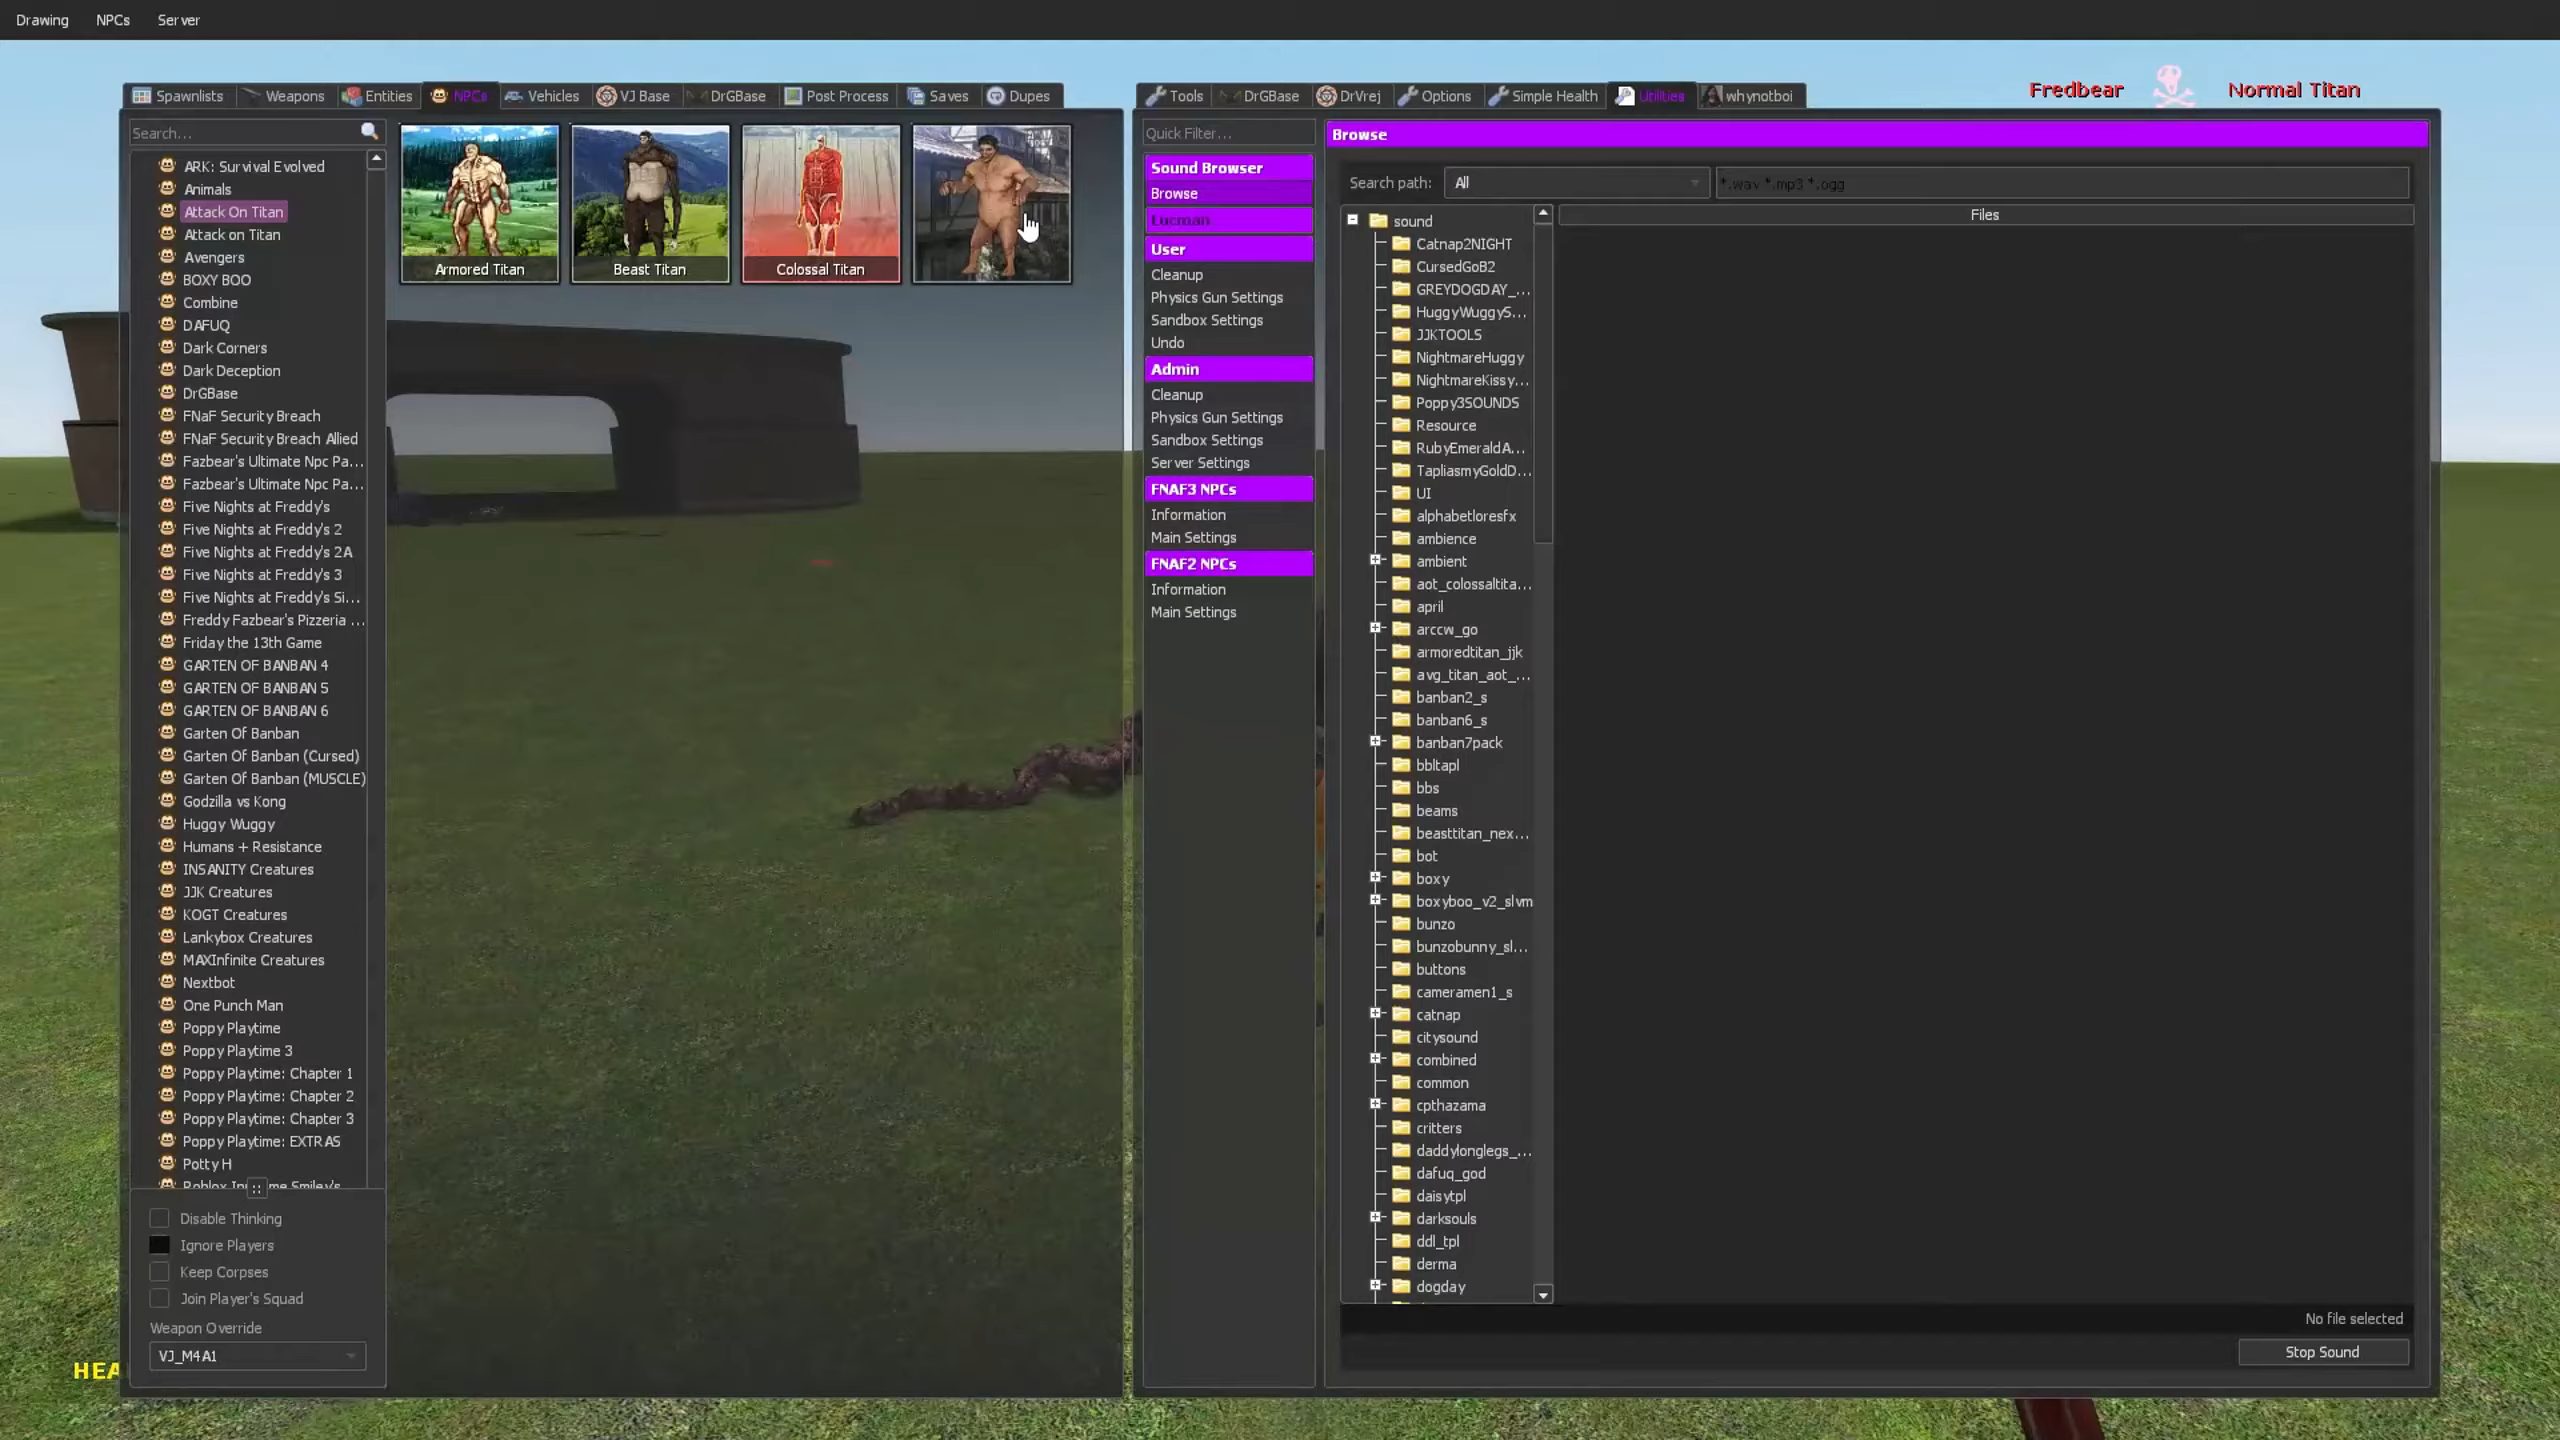 Drawing NPCs Server
Spawnlists Weapons Entities NPCs Vehicles VJ Base DrGBase Post Process Saves Dupes
Search...
ARK: Survival Evolved
Animals
Attack On Titan
Attack on Titan
Avengers
BOXY BOO
Combine
DAFUQ
Dark Corners
Dark Deception
DrGBase
FNaF Security Breach
FNaF Security Breach Allied
Fazbear's Ultimate Npc Pa...
Fazbear's Ultimate Npc Pa...
Five Nights at Freddy's
Five Nights at Freddy's 2
Five Nights at Freddy's 2A
Five Nights at Freddy's 3
Five Nights at Freddy's Si...
Freddy Fazbear's Pizzeria ...
Friday the 13th Game
GARTEN OF BANBAN 4
GARTEN OF BANBAN 5
GARTEN OF BANBAN 6
Garten Of Banban
Garten Of Banban (Cursed)
Garten Of Banban (MUSCLE)
Godzilla vs Kong
Huggy Wuggy
Humans + Resistance
INSANITY Creatures
JJK Creatures
KOGT Creatures
Lankybox Creatures
MAXInfinite Creatures
Nextbot
One Punch Man
Poppy Playtime
Poppy Playtime 3
Poppy Playtime: Chapter 1
Poppy Playtime: Chapter 2
Poppy Playtime: Chapter 3
Poppy Playtime: EXTRAS
Potty H
Disable Thinking
Ignore Players
Keep Corpses
Join Player's Squad
Weapon Override
VJ_M4A1
HEA
Armored Titan
Beast Titan
Colossal Titan
Tools DrGBase DrVrej Options Simple Health Utilities whynotboi
Fredbear Normal Titan
Quick Filter...
Sound Browser
Browse
Lucman
User
Cleanup
Physics Gun Settings
Sandbox Settings
Undo
Admin
Cleanup
Physics Gun Settings
Sandbox Settings
Server Settings
FNAF3 NPCs
Information
Main Settings
FNAF2 NPCs
Information
Main Settings
Browse
Search path: All *.wav *.mp3 *.ogg
Files
sound
Catnap2NIGHT
CursedGoB2
GREYDOGDAY_...
HuggyWuggyS...
JJKTOOLS
NightmareHuggy
NightmareKissy...
Poppy3SOUNDS
Resource
RubyEmeraldA...
TapliasmyGoldD...
UI
alphabetloresfx
ambience
ambient
aot_colossaltita...
april
arccw_go
armoredtitan_jjk
avg_titan_aot_...
banban2_s
banban6_s
banban7pack
bbltapl
bbs
beams
beasttitan_nex...
bot
boxy
boxyboo_v2_slvm
bunzo
bunzobunny_sl...
buttons
cameramen1_s
catnap
citysound
combined
common
cpthazama
critters
daddylonglegs_...
dafuq_god
daisytpl
darksouls
ddl_tpl
derma
dogday
No file selected
Stop Sound